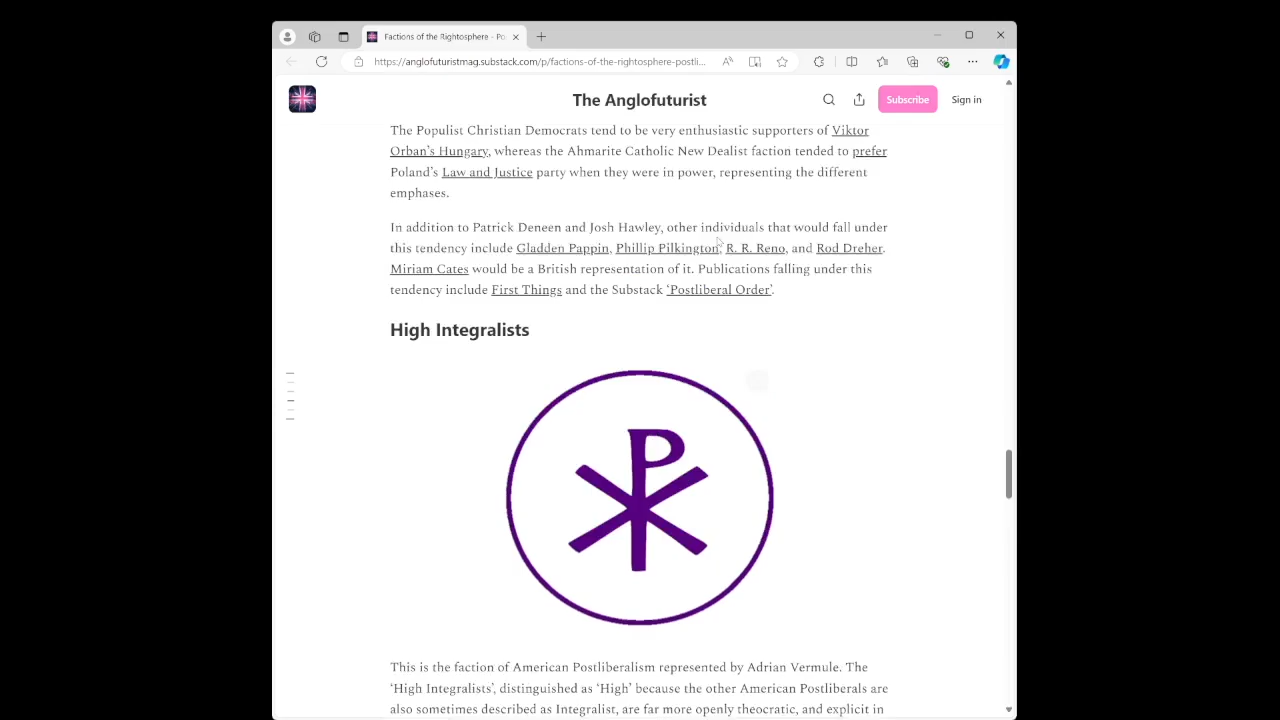 Factions of the Rightosphere - Po
https://anglofuturistmag.substack.com/p/factions-of-the-rightosphere-postli...
The Anglofuturist
Subscribe
Sign in
The Populist Christian Democrats tend to be very enthusiastic supporters of Viktor
Orban’s Hungary, whereas the Ahmarite Catholic New Dealist faction tended to prefer
Poland’s Law and Justice party when they were in power, representing the different
emphases.
In addition to Patrick Deneen and Josh Hawley, other individuals that would fall under
this tendency include Gladden Pappin, Phillip Pilkington, R. R. Reno, and Rod Dreher.
Miriam Cates would be a British representation of it. Publications falling under this
tendency include First Things and the Substack ‘Postliberal Order’.
High Integralists
This is the faction of American Postliberalism represented by Adrian Vermule. The
‘High Integralists’, distinguished as ‘High’ because the other American Postliberals are
also sometimes described as Integralist, are far more openly theocratic, and explicit in